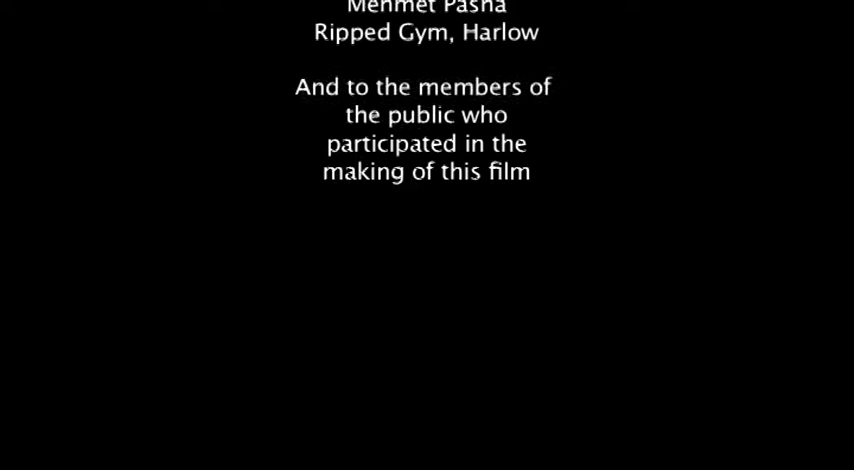 Mehmet Pasha
Ripped Gym, Harlow
And to the members of
the public who
participated in the
making of this film